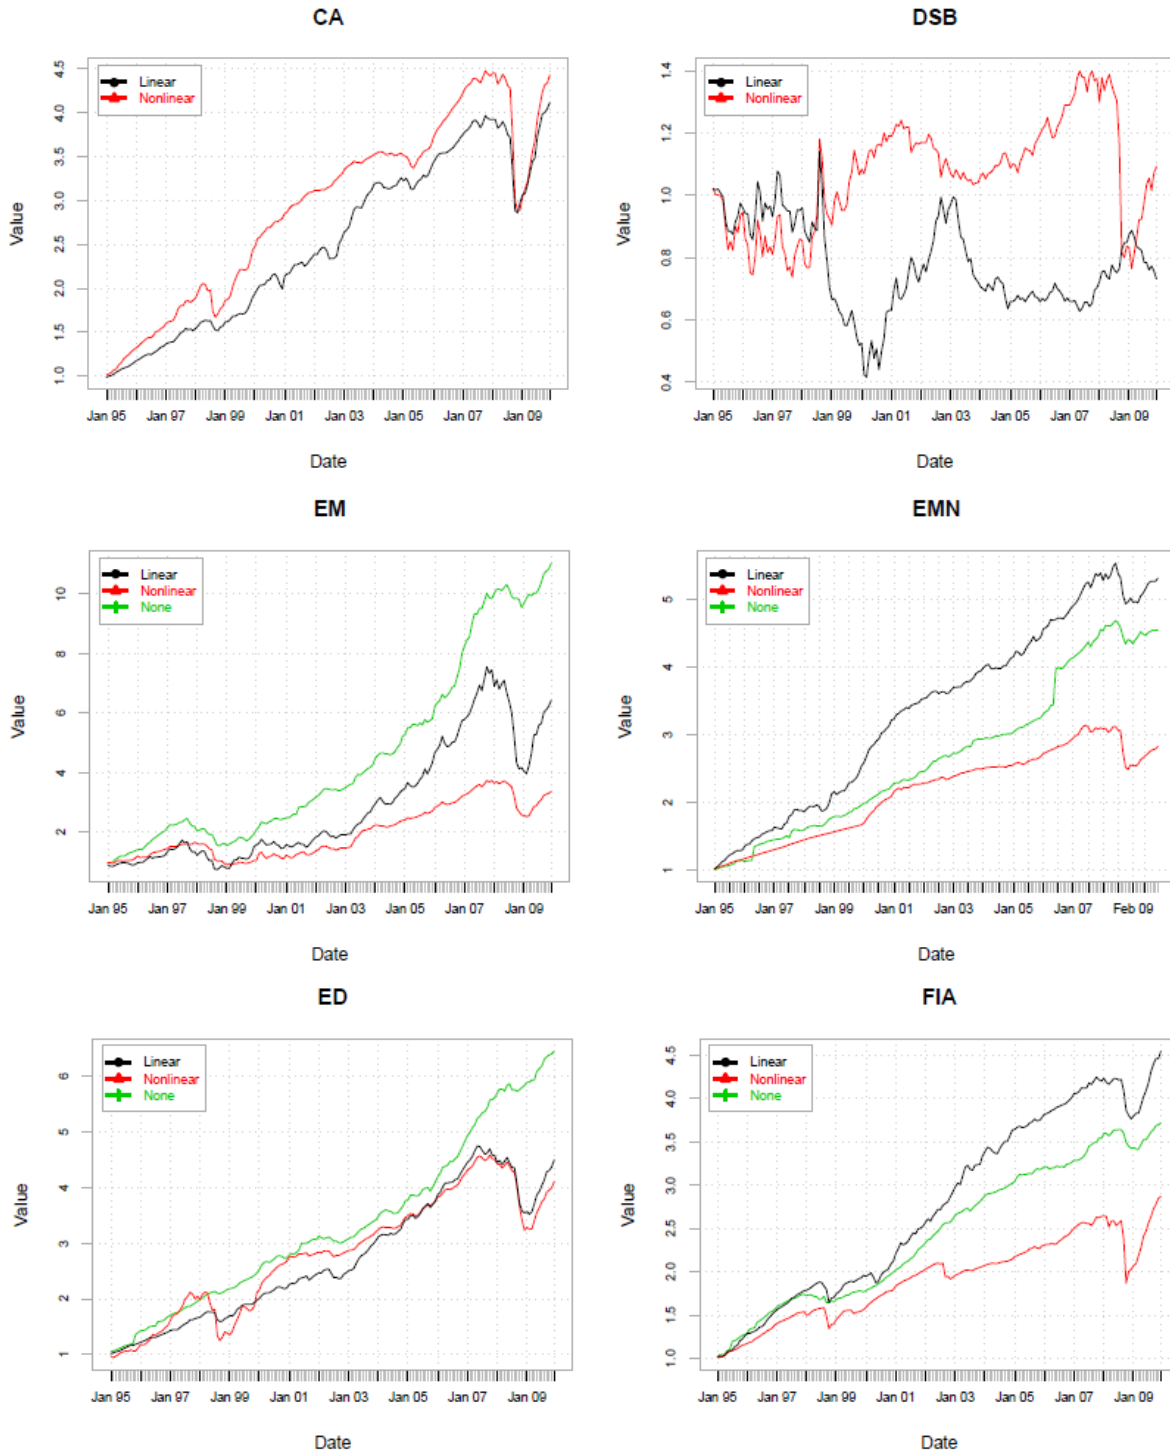 CA
Linear
Nonlinear
Value
4.5
4.0
3.5
3.0
2.5
2.0
1.5
1.0
Jan 95 Jan 97 Jan 99 Jan 01 Jan 03 Jan 05 Jan 07 Jan 09
Date
DSB
Linear
Nonlinear
Value
1.4
1.2
1.0
0.8
0.6
0.4
Jan 95 Jan 97 Jan 99 Jan 01 Jan 03 Jan 05 Jan 07 Jan 09
Date
EM
Linear
Nonlinear
None
Value
10
8
6
4
2
Jan 95 Jan 97 Jan 99 Jan 01 Jan 03 Jan 05 Jan 07 Jan 09
Date
EMN
Linear
Nonlinear
None
Value
5
4
3
2
1
Jan 95 Jan 97 Jan 99 Jan 01 Jan 03 Jan 05 Jan 07 Feb 09
Date
ED
Linear
Nonlinear
None
Value
6
5
4
3
2
1
Jan 95 Jan 97 Jan 99 Jan 01 Jan 03 Jan 05 Jan 07 Jan 09
Date
FIA
Linear
Nonlinear
None
Value
4.5
4.0
3.5
3.0
2.5
2.0
1.5
1.0
Jan 95 Jan 97 Jan 99 Jan 01 Jan 03 Jan 05 Jan 07 Jan 09
Date